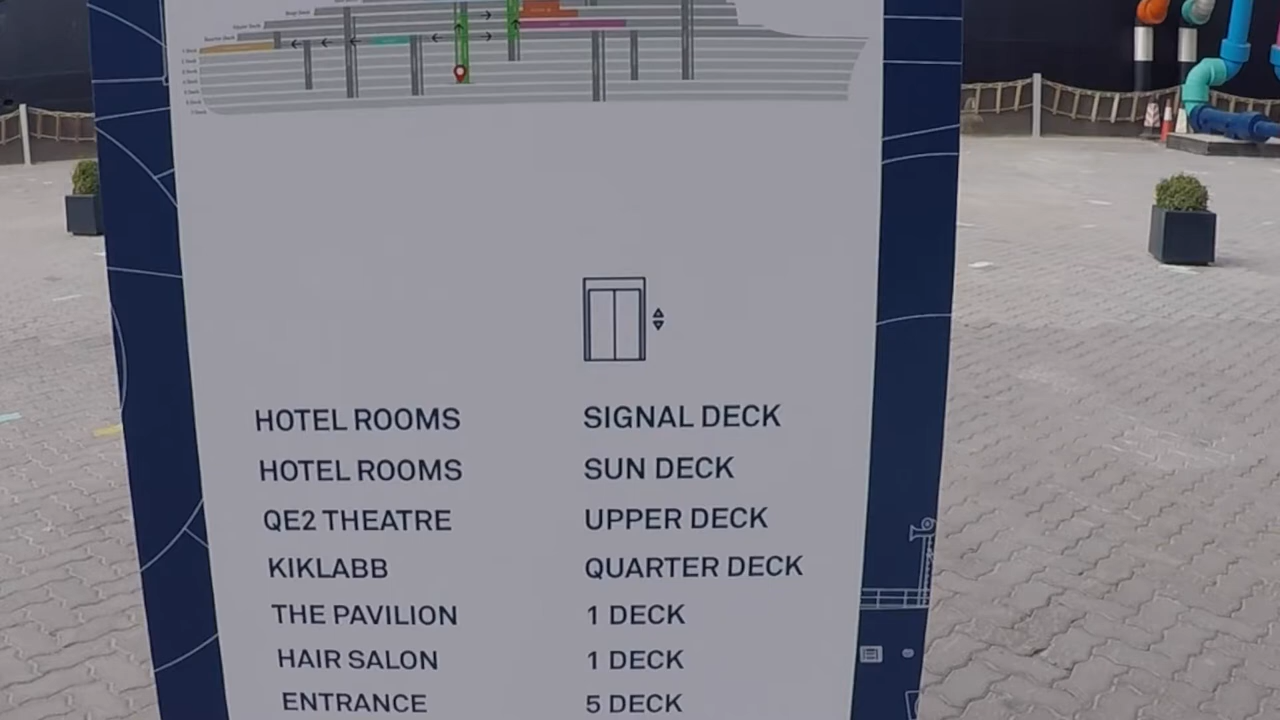 HOTEL ROOMS SIGNAL DECK
HOTEL ROOMS SUN DECK
QE2 THEATRE UPPER DECK
KIKLABB QUARTER DECK
THE PAVILION 1 DECK
HAIR SALON 1 DECK
ENTRANCE 5 DECK